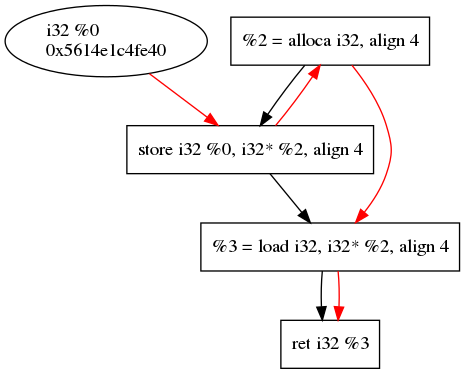 i32 %0
0x5614e1c4fe40
%2 = alloca i32, align 4
store i32 %0, i32* %2, align 4
%3 = load i32, i32* %2, align 4
ret i32 %3